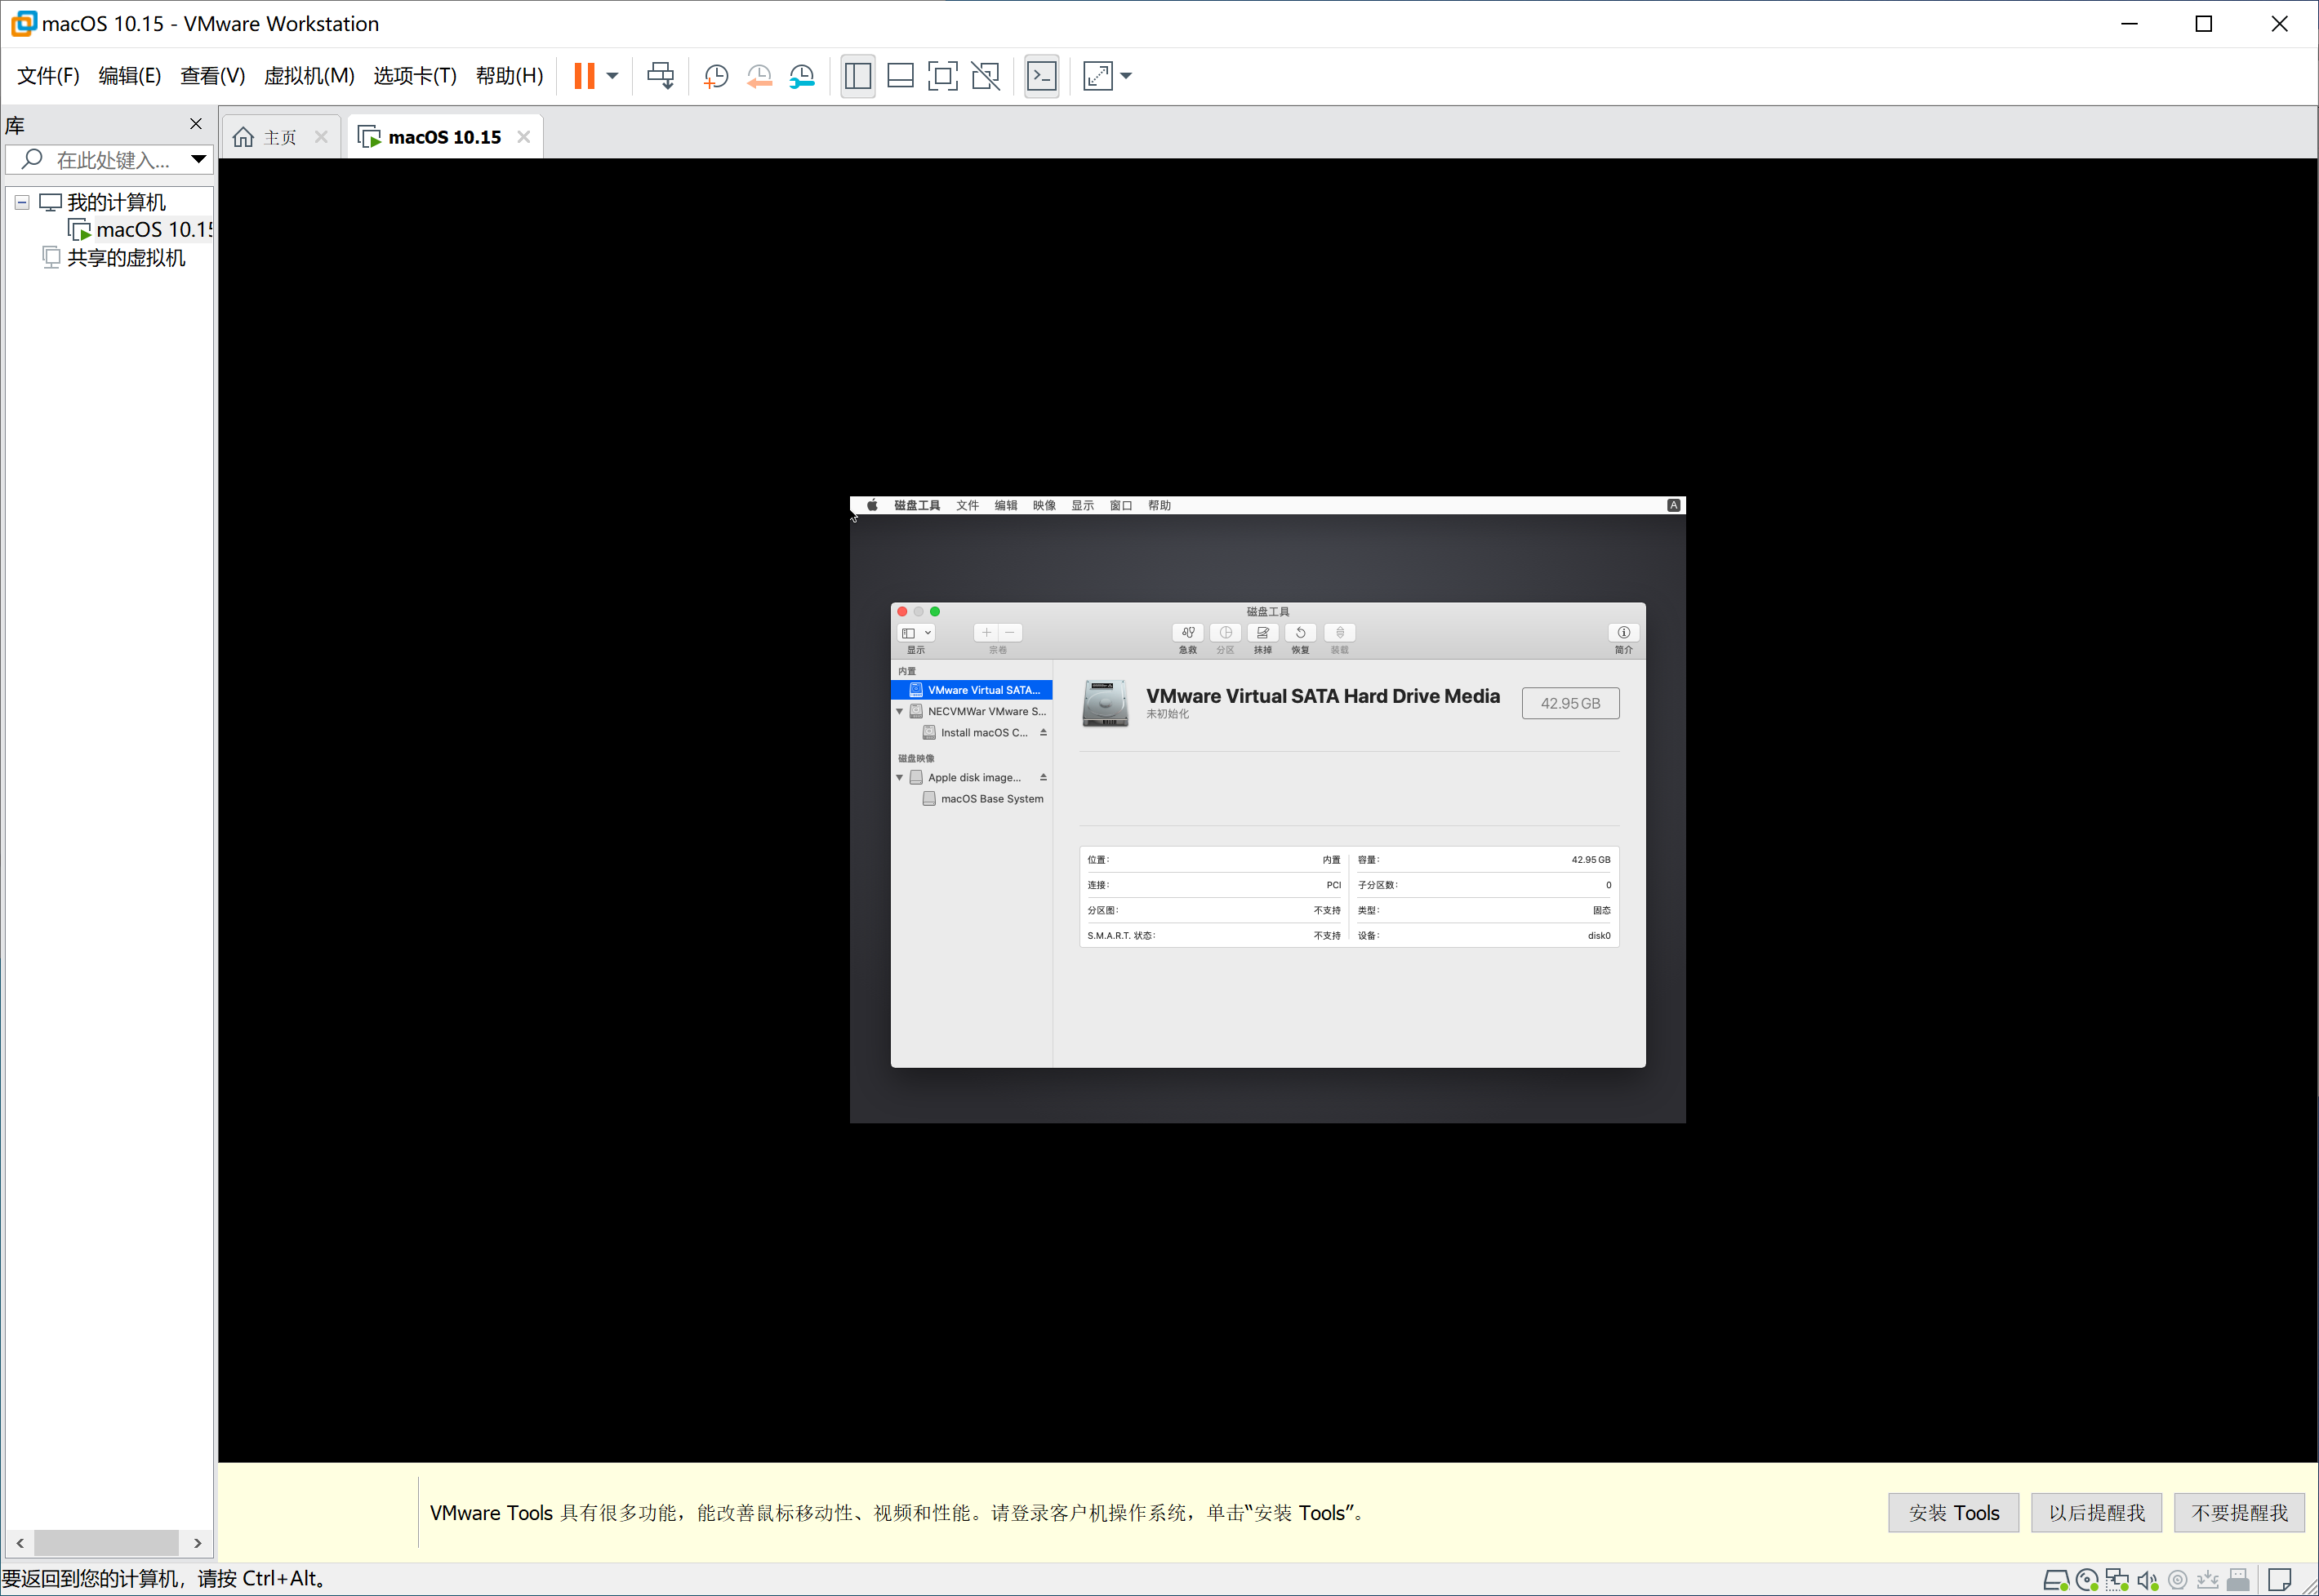 macOS 10.15 - VMware Workstation
文件(F) 编辑(E) 查看(V) 虚拟机(M) 选项卡(T) 帮助(H)
库
在此处键入...
我的计算机
macOS 10.15
共享的虚拟机
主页
macOS 10.15
磁盘工具 文件 编辑 映像 显示 窗口 帮助 A
磁盘工具
显示 宗卷 急救 分区 抹掉 恢复 装载 简介
内置
VMware Virtual SATA...
NECVMWar VMware S...
Install macOS C...
磁盘映像
Apple disk image...
macOS Base System
VMware Virtual SATA Hard Drive Media
未初始化
42.95 GB
位置: 内置 容量: 42.95 GB
连接: PCI 子分区数: 0
分区图: 不支持 类型: 固态
S.M.A.R.T. 状态: 不支持 设备: disk0
VMware Tools 具有很多功能，能改善鼠标移动性、视频和性能。请登录客户机操作系统，单击“安装 Tools”。
安装 Tools 以后提醒我 不要提醒我
要返回到您的计算机，请按 Ctrl+Alt。